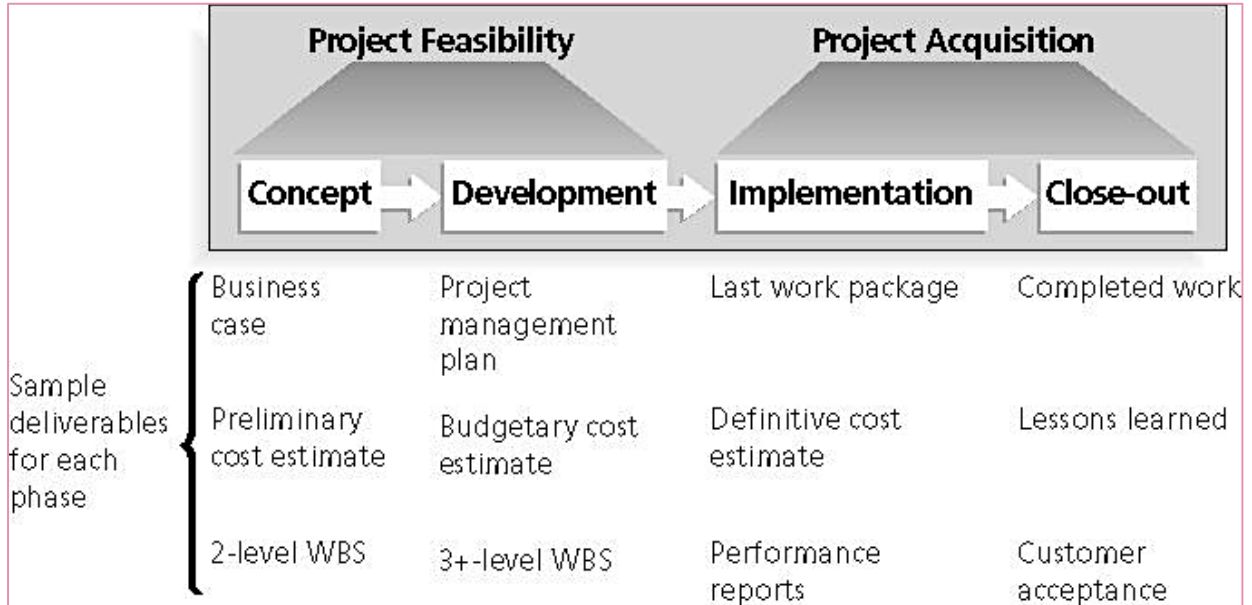 Project Feasibility
Project Acquisition
Concept
Development
Implementation
Close-out
Sample
deliverables
for each
phase
Business
case
Project
management
plan
Last work package
Completed work
Preliminary
cost estimate
Budgetary cost
estimate
Definitive cost
estimate
Lessons learned
2-level WBS
3+-level WBS
Performance
reports
Customer
acceptance